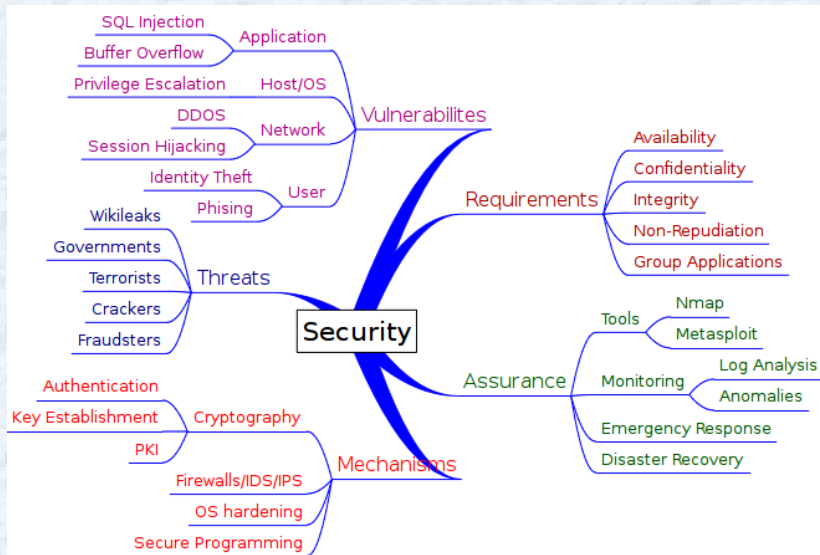 SQL Injection
Buffer Overflow
Application
Privilege Escalation
Host/OS
DDOS
Session Hijacking
Network
Identity Theft
Phising
User
Vulnerabilites
Wikileaks
Governments
Terrorists
Crackers
Fraudsters
Threats
Security
Authentication
Key Establishment
PKI
Cryptography
Firewalls/IDS/IPS
OS hardening
Secure Programming
Mechanisms
Requirements
Availability
Confidentiality
Integrity
Non-Repudiation
Group Applications
Assurance
Tools
Nmap
Metasploit
Monitoring
Log Analysis
Anomalies
Emergency Response
Disaster Recovery